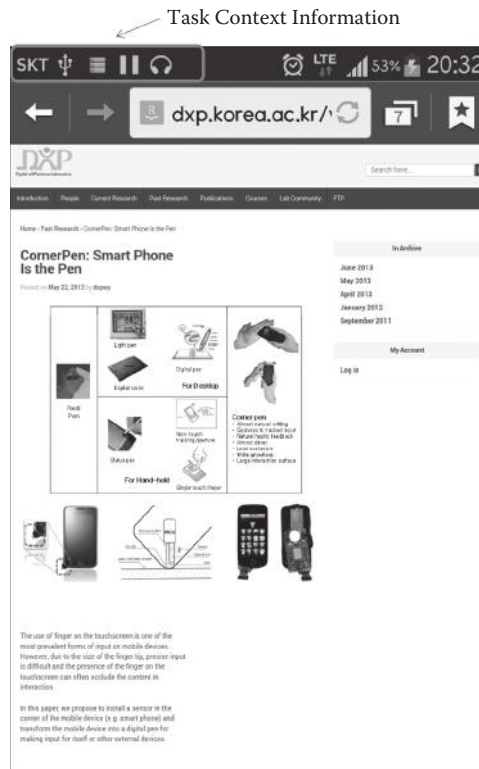 Task Context Information
SKT 53% 20:32
LTE
R dxp.korea.ac.kr/ 7
DXP
Search here...
Introduction People Current Research Past Research Publications Courses Lab Community FTP
Home › Past Research › CornerPen: Smart Phone Is the Pen
CornerPen: Smart Phone
Is the Pen
Posted on May 22, 2013 by dxpwp
In Archive
June 2013
May 2013
April 2013
January 2012
September 2011
My Account
Log in
Light pen
Digital pen
For Desktop
Real
Pen
Non-touch
Stylus pen
For Hand-held
Corner pen
The use of finger on the touchscreen is one of the
most prevalent forms of input on mobile devices.
However, due to the size of the finger tip, precise input
is difficult and the presence of the finger on the
touchscreen can often occlude the content in
interaction.
In this paper, we propose to install a sensor in the
corner of the mobile device (e.g. smart phone) and
transform the mobile device into a digital pen for
making input for itself or other external devices.